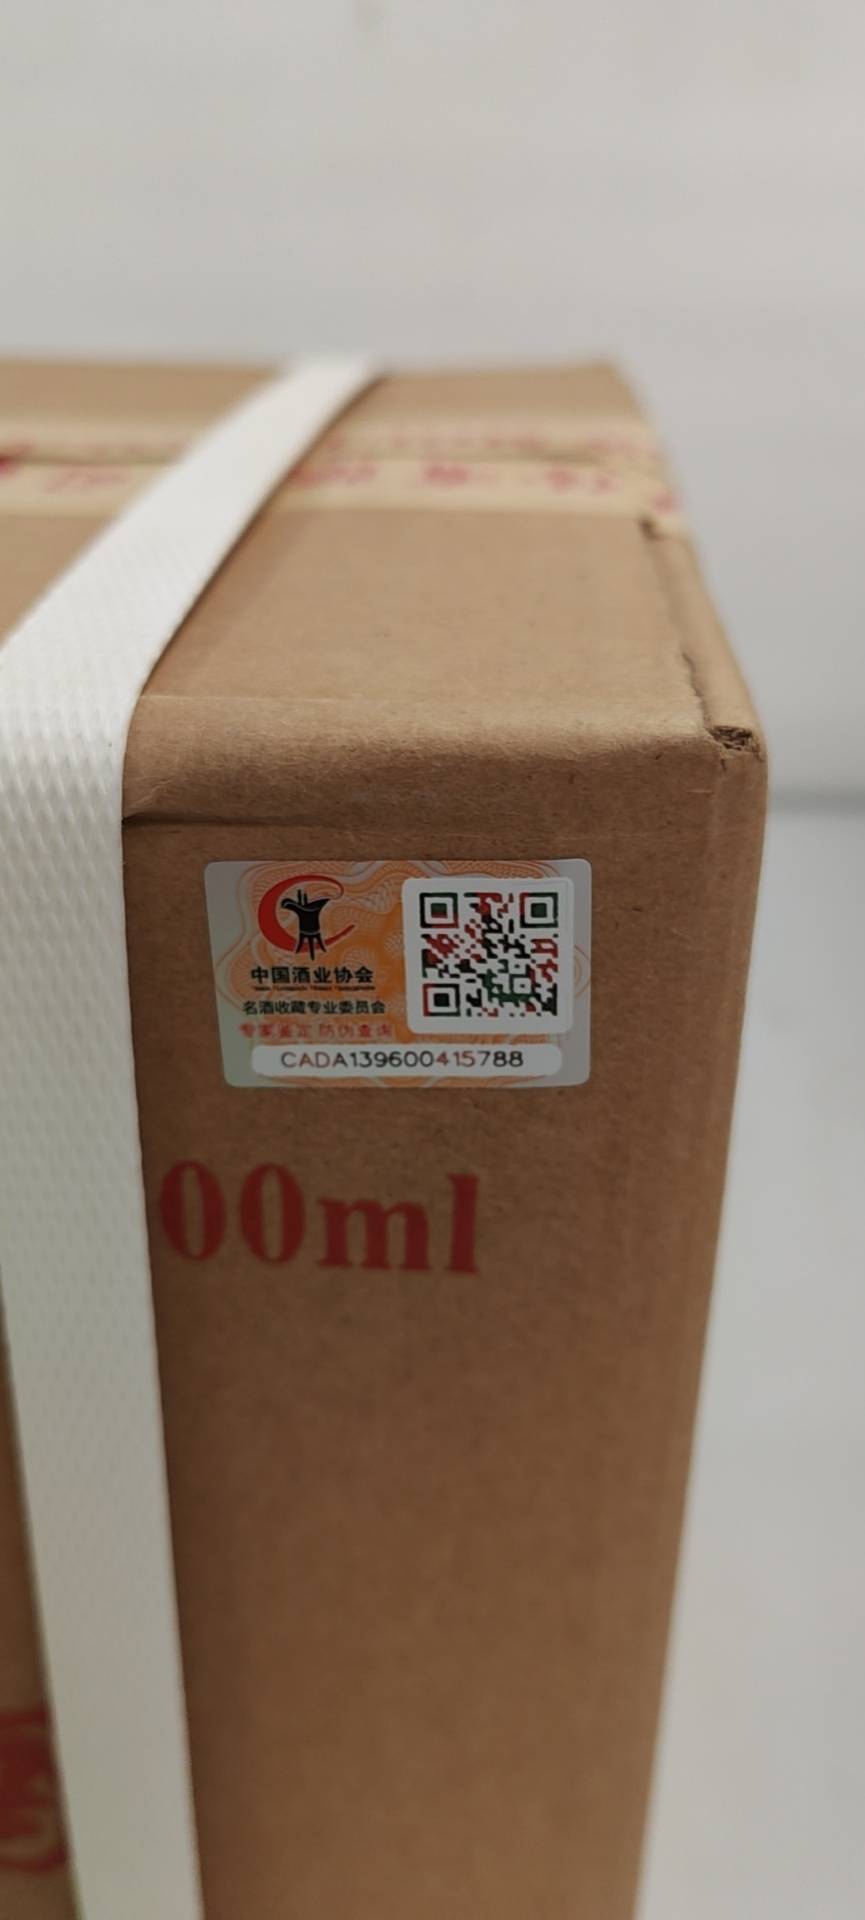 中国酒业协会
名酒收藏专业委员会
专家鉴定 防伪查询
CADA139600415788
00ml